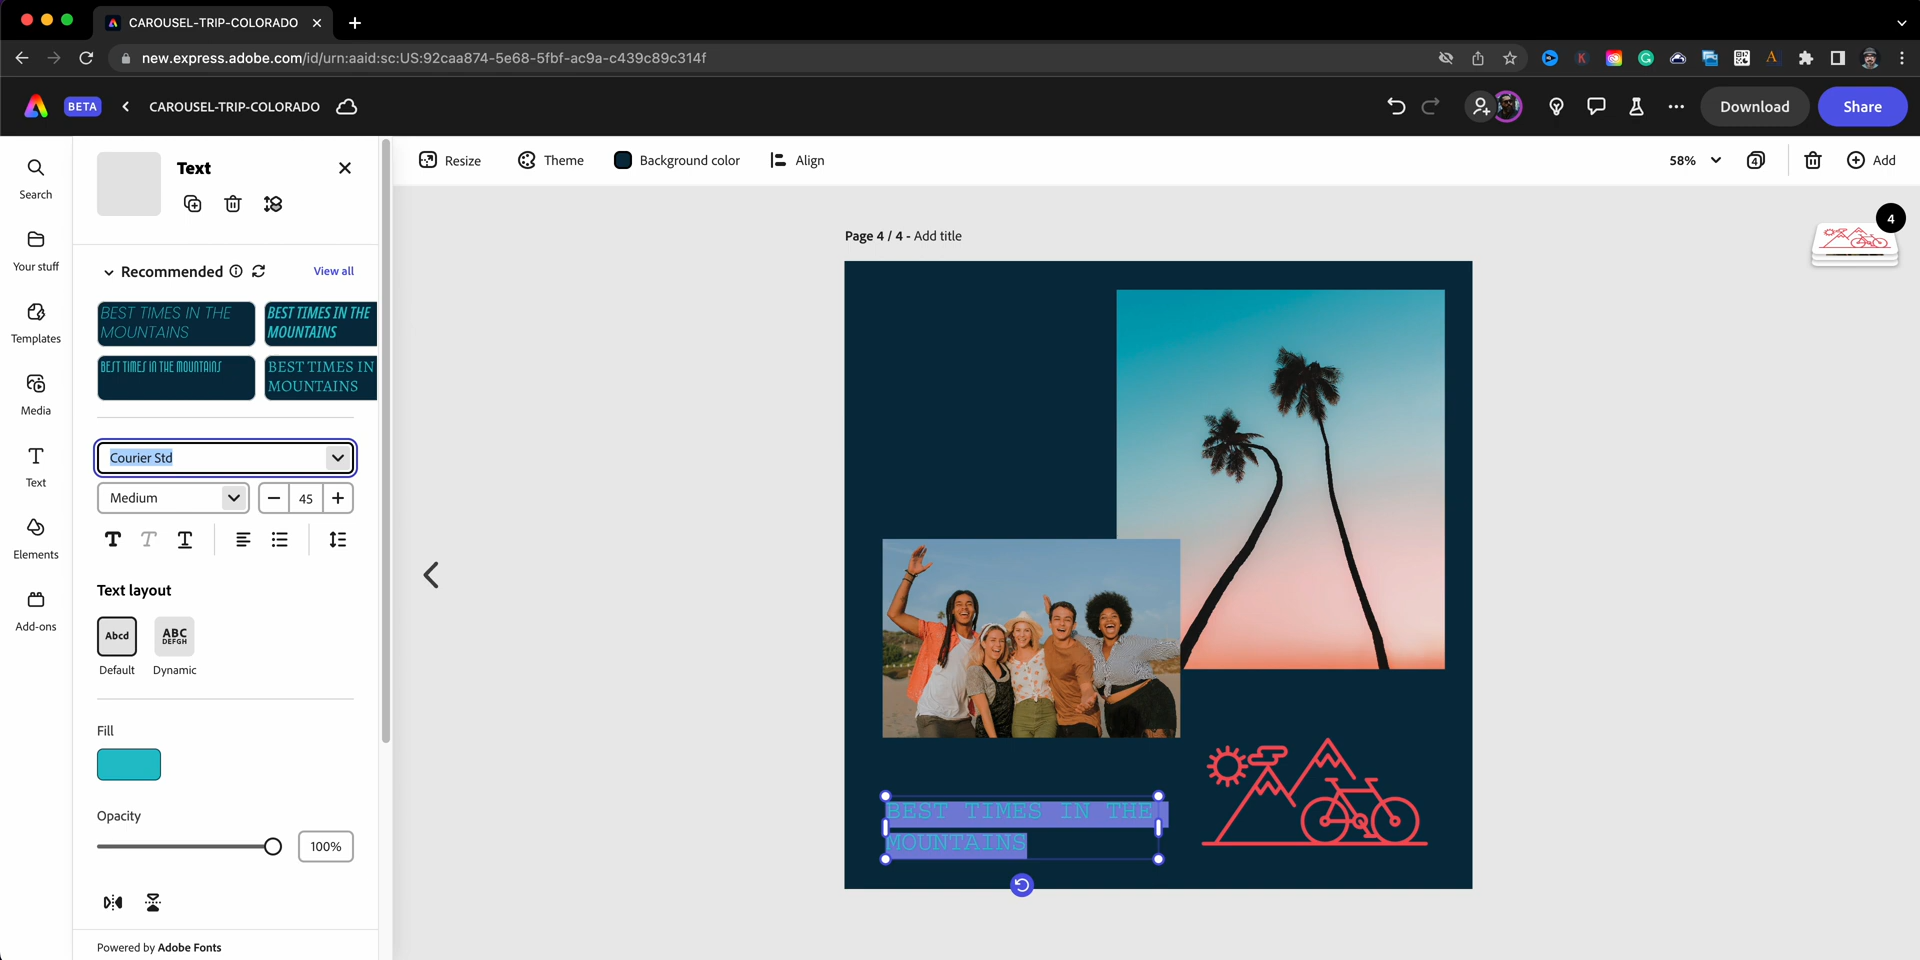 CAROUSEL-TRIP-COLORADO
new.express.adobe.com/id/urn:aaid:sc:US:92caa874-5e68-5fbf-ac9a-c439c89c314f
BETA
CAROUSEL-TRIP-COLORADO
Download
Share
Search
Your stuff
Templates
Media
Text
Elements
Add-ons
Text
Recommended
View all
BEST TIMES IN THE
MOUNTAINS
BEST TIMES IN THE
MOUNTAINS
BEST TIMES IN THE MOUNTAINS
BEST TIMES IN
MOUNTAINS
Courier Std
Medium
45
Text layout
Abcd
ABC
DEFGH
Default
Dynamic
Fill
Opacity
100%
Powered by Adobe Fonts
Resize
Theme
Background color
Align
58%
4
Add
4
Page 4 / 4 - Add title
BEST TIMES IN THE
MOUNTAINS